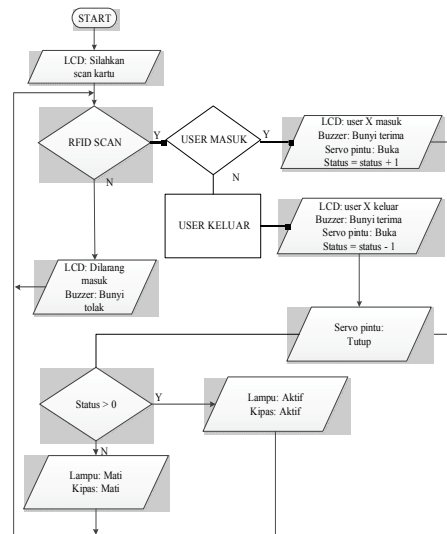 START
LCD: Silahkan
scan kartu
RFID SCAN
Y
USER MASUK
Y
LCD: user X masuk
Buzzer: Bunyi terima
Servo pintu: Buka
Status = status + 1
N
N
USER KELUAR
LCD: user X keluar
Buzzer: Bunyi terima
Servo pintu: Buka
Status = status - 1
LCD: Dilarang
masuk
Buzzer: Bunyi
tolak
Servo pintu:
Tutup
Status > 0
Y
Lampu: Aktif
Kipas: Aktif
N
Lampu: Mati
Kipas: Mati